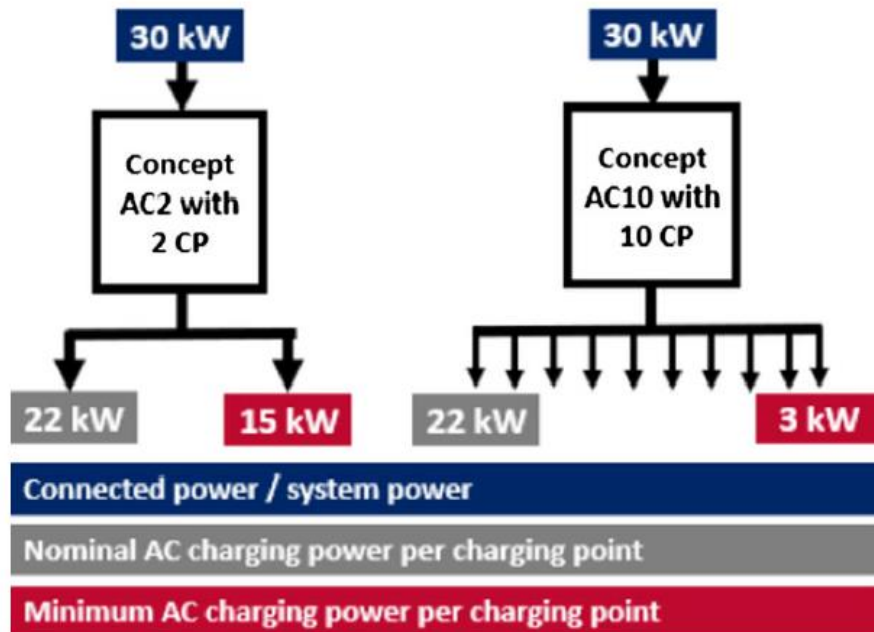 30 kW
30 kW
Concept
AC2 with
2 CP
Concept
AC10 with
10 CP
22 kW
15 kW
22 kW
3 kW
Connected power / system power
Nominal AC charging power per charging point
Minimum AC charging power per charging point